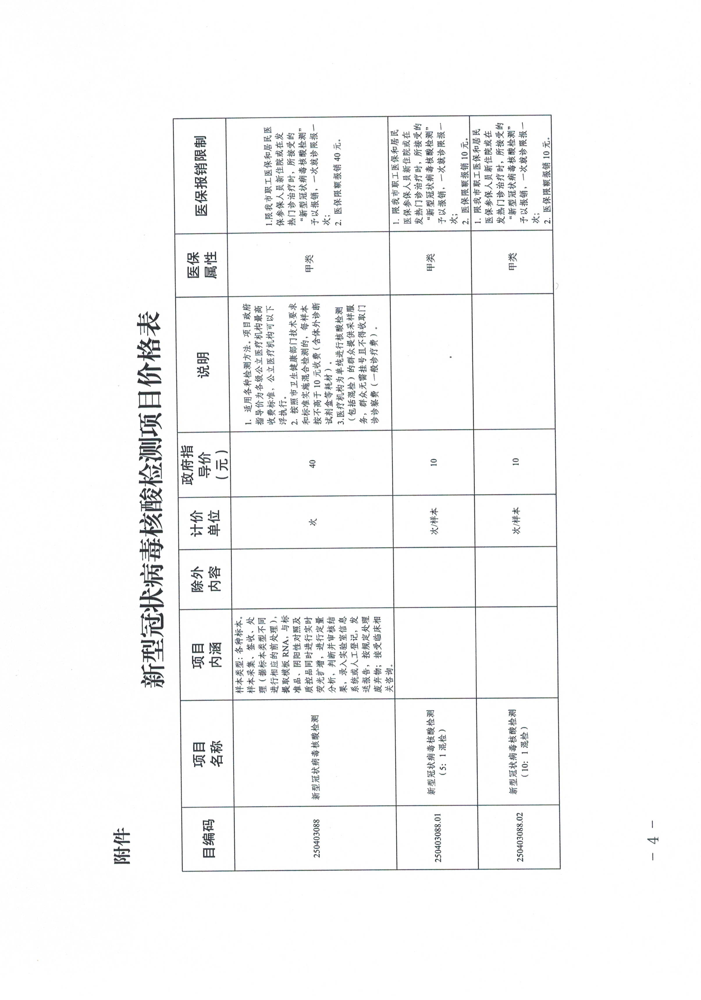 附件
新型冠状病毒核酸检测项目价格表
目编码
项目
名称
项目
内涵
除外
内容
计价
单位
政府指
导价
（元）
说明
医保
属性
医保报销限制
250403088
新型冠状病毒核酸检测
样本类型：各种标本。
样本采集、签收、处
理（据标本类型不同
进行相应的前处理），
提取模板 RNA，与标
准品、阴阳性对照及
质控品同时进行实时
荧光扩增，进行定量
分析，判断并审核结
果，录入实验室信息
系统或人工登记，发
送报告，按规定处理
废弃物；接受临床相
关咨询。
次
40
1. 适用各种检测方法。项目政府
指导价为各级公立医疗机构最高
收费标准，公立医疗机构可以下
浮执行。
2. 按照市卫生健康部门技术要求
和标准实施混合检测的，每样本
按不高于 10 元收费（含体外诊断
试剂盒等耗材）。
3.医疗机构为单纯进行核酸检测
（包括混检）的群众提供采样服
务，群众无需挂号且不得收取门
诊诊察费（一般诊疗费）。
甲类
1.限我市职工医保和居民医
保参保人员新住院或在发
热门诊治疗时，所接受的
“新型冠状病毒核酸检测”
予以报销，一次就诊限报一
次；
2. 医保限额报销 40 元。
250403088.01
新型冠状病毒核酸检测
（5：1 混检）
次/样本
10
甲类
1. 限我市职工医保和居民
医保参保人员新住院或在
发热门诊治疗时，所接受的
“新型冠状病毒核酸检测”
予以报销，一次就诊限报一
次；
2. 医保限额报销 10 元。
250403088.02
新型冠状病毒核酸检测
（10：1 混检）
次/样本
10
甲类
1. 限我市职工医保和居民
医保参保人员新住院或在
发热门诊治疗时，所接受的
“新型冠状病毒核酸检测”
予以报销，一次就诊限报一
次；
2. 医保限额报销 10 元。
— 4 —